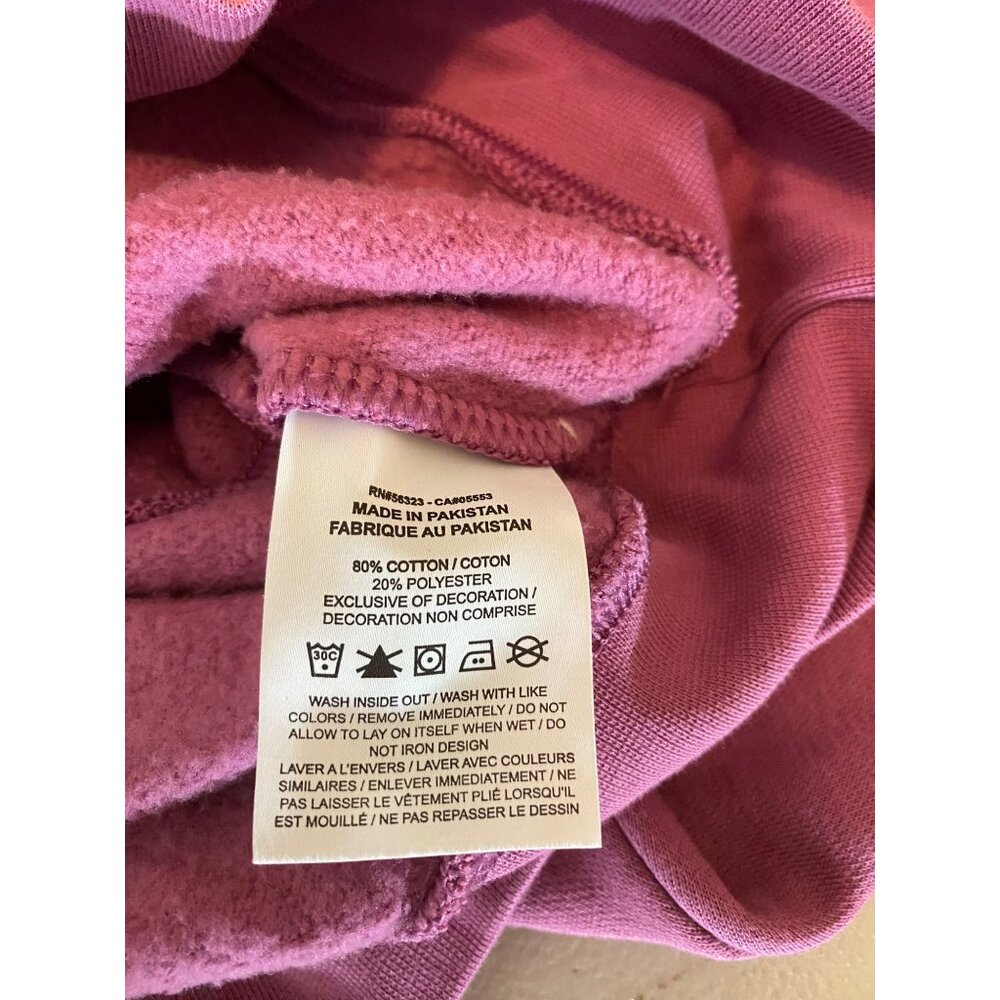 RN#56323 - CA#05553
MADE IN PAKISTAN
FABRIQUE AU PAKISTAN
80% COTTON / COTON
20% POLYESTER
EXCLUSIVE OF DECORATION /
DECORATION NON COMPRISE
30C
WASH INSIDE OUT / WASH WITH LIKE
COLORS / REMOVE IMMEDIATELY / DO NOT
ALLOW TO LAY ON ITSELF WHEN WET / DO
NOT IRON DESIGN
LAVER A L'ENVERS / LAVER AVEC COULEURS
SIMILAIRES / ENLEVER IMMEDIATEMENT / NE
PAS LAISSER LE VÊTEMENT PLIÉ LORSQU'IL
EST MOUILLÉ / NE PAS REPASSER LE DESSIN